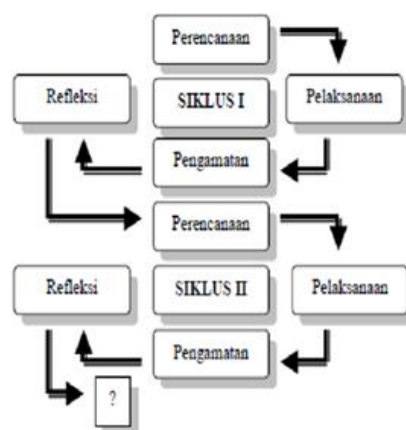 Perencanaan
Refleksi
SIKLUS I
Pelaksanaan
Pengamatan
Perencanaan
Refleksi
SIKLUS II
Pelaksanaan
Pengamatan
?